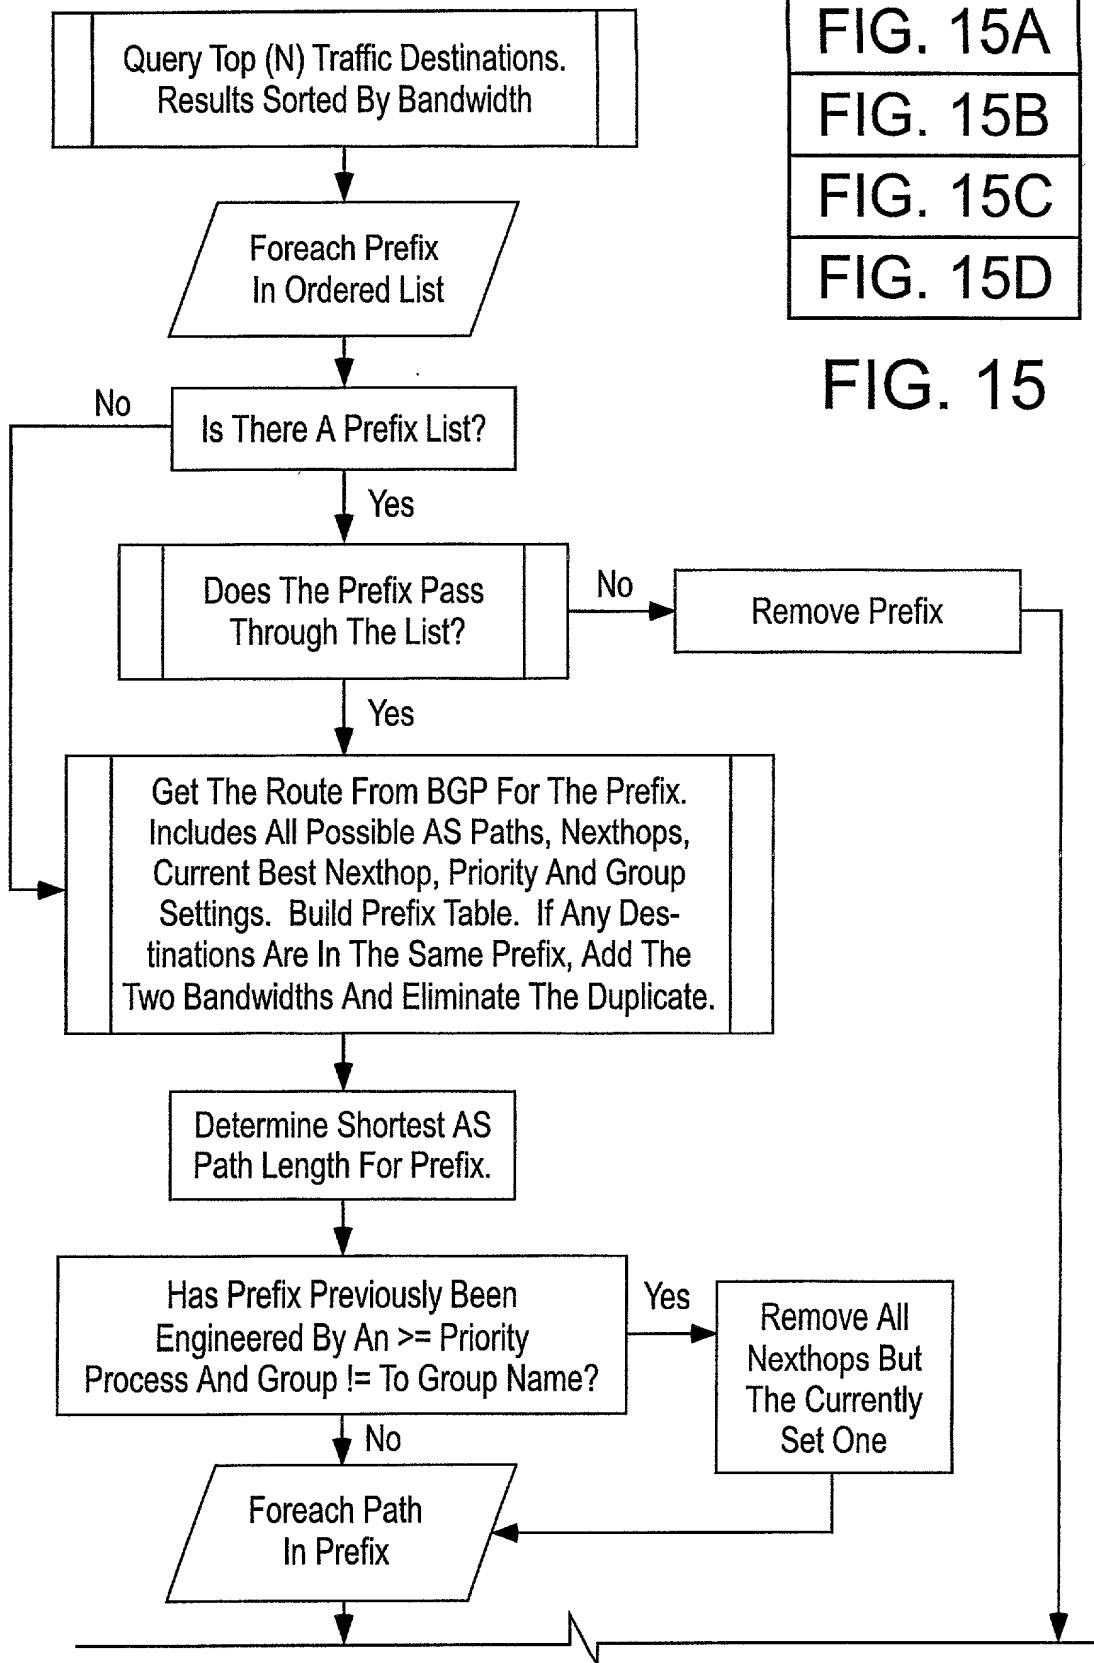 Query Top (N) Traffic Destinations.
Results Sorted By Bandwidth
FIG. 15A
FIG. 15B
FIG. 15C
FIG. 15D
FIG. 15
Foreach Prefix
In Ordered List
No
Is There A Prefix List?
Yes
Does The Prefix Pass
Through The List?
No
Remove Prefix
Yes
Get The Route From BGP For The Prefix.
Includes All Possible AS Paths, Nexthops,
Current Best Nexthop, Priority And Group
Settings. Build Prefix Table. If Any Des-
tinations Are In The Same Prefix, Add The
Two Bandwidths And Eliminate The Duplicate.
Determine Shortest AS
Path Length For Prefix.
Has Prefix Previously Been
Engineered By An >= Priority
Process And Group != To Group Name?
Yes
Remove All
Nexthops But
The Currently
Set One
No
Foreach Path
In Prefix